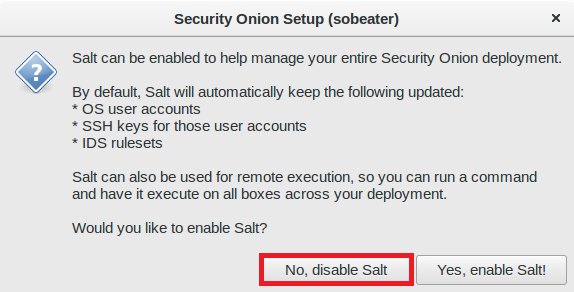 Security Onion Setup (sobeater)
×
Salt can be enabled to help manage your entire Security Onion deployment.
By default, Salt will automatically keep the following updated:
* OS user accounts
* SSH keys for those user accounts
* IDS rulesets
Salt can also be used for remote execution, so you can run a command
and have it execute on all boxes across your deployment.
Would you like to enable Salt?
No, disable Salt
Yes, enable Salt!